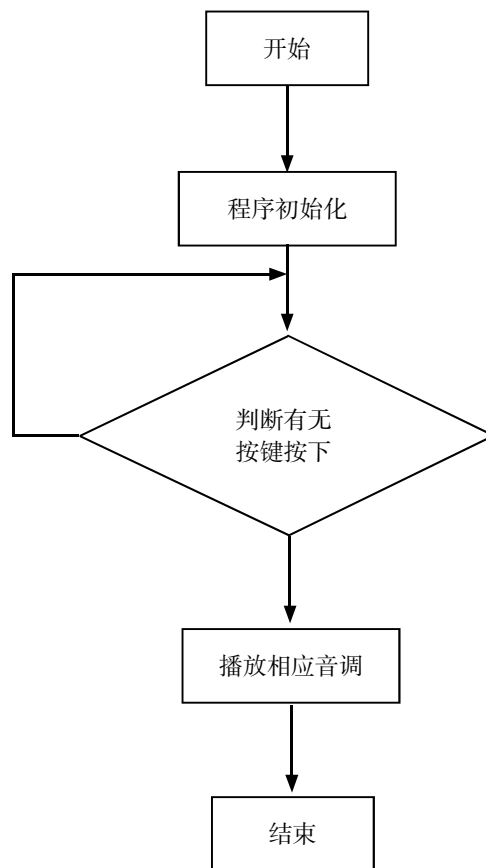 开始
程序初始化
判断有无
按键按下
播放相应音调
结束